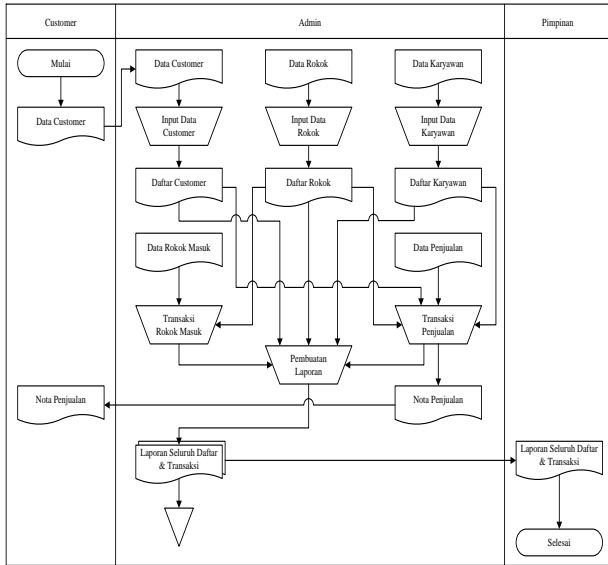 Customer
Admin
Pimpinan
Mulai
Data Customer
Data Rokok
Data Karyawan
Data Customer
Input Data
Customer
Input Data
Rokok
Input Data
Karyawan
Daftar Customer
Daftar Rokok
Daftar Karyawan
Data Rokok Masuk
Data Penjualan
Transaksi
Rokok Masuk
Transaksi
Penjualan
Pembuatan
Laporan
Nota Penjualan
Nota Penjualan
Laporan Seluruh Daftar
& Transaksi
Laporan Seluruh Daftar
& Transaksi
Selesai